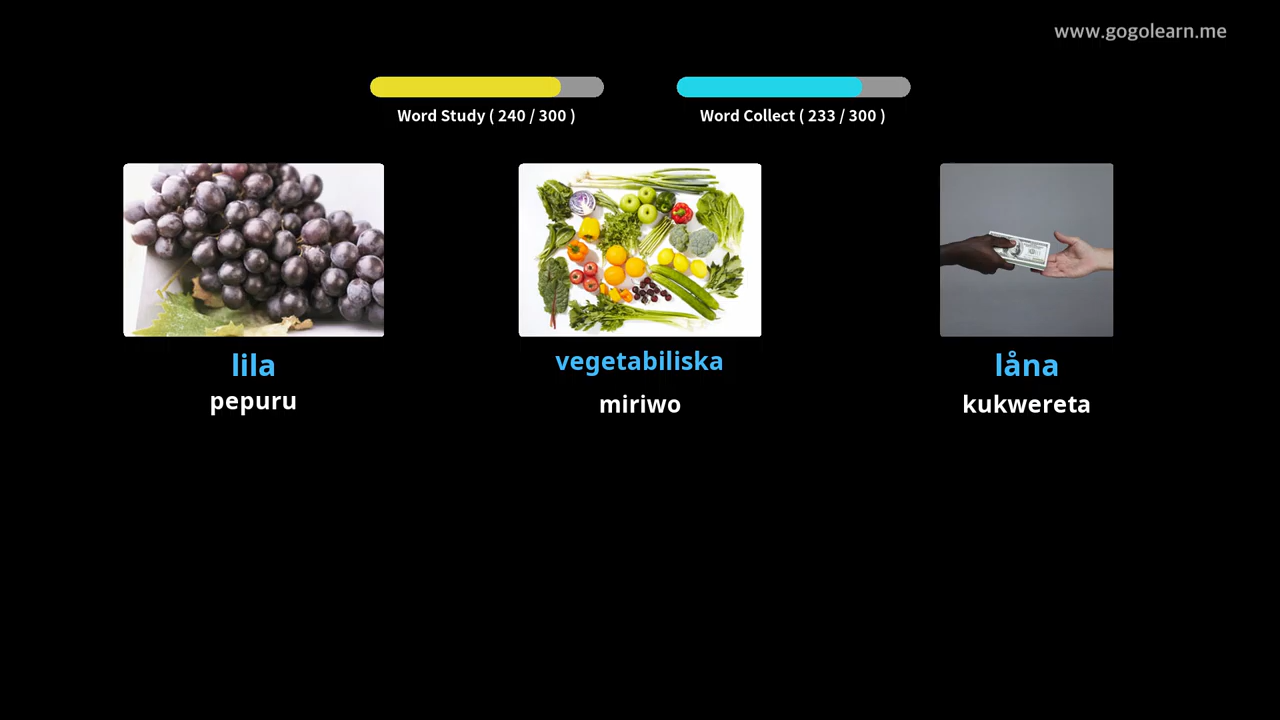 www.gogolearn.me
Word Study ( 240 / 300 )
Word Collect ( 233 / 300 )
lila
pepuru
vegetabiliska
miriwo
låna
kukwereta